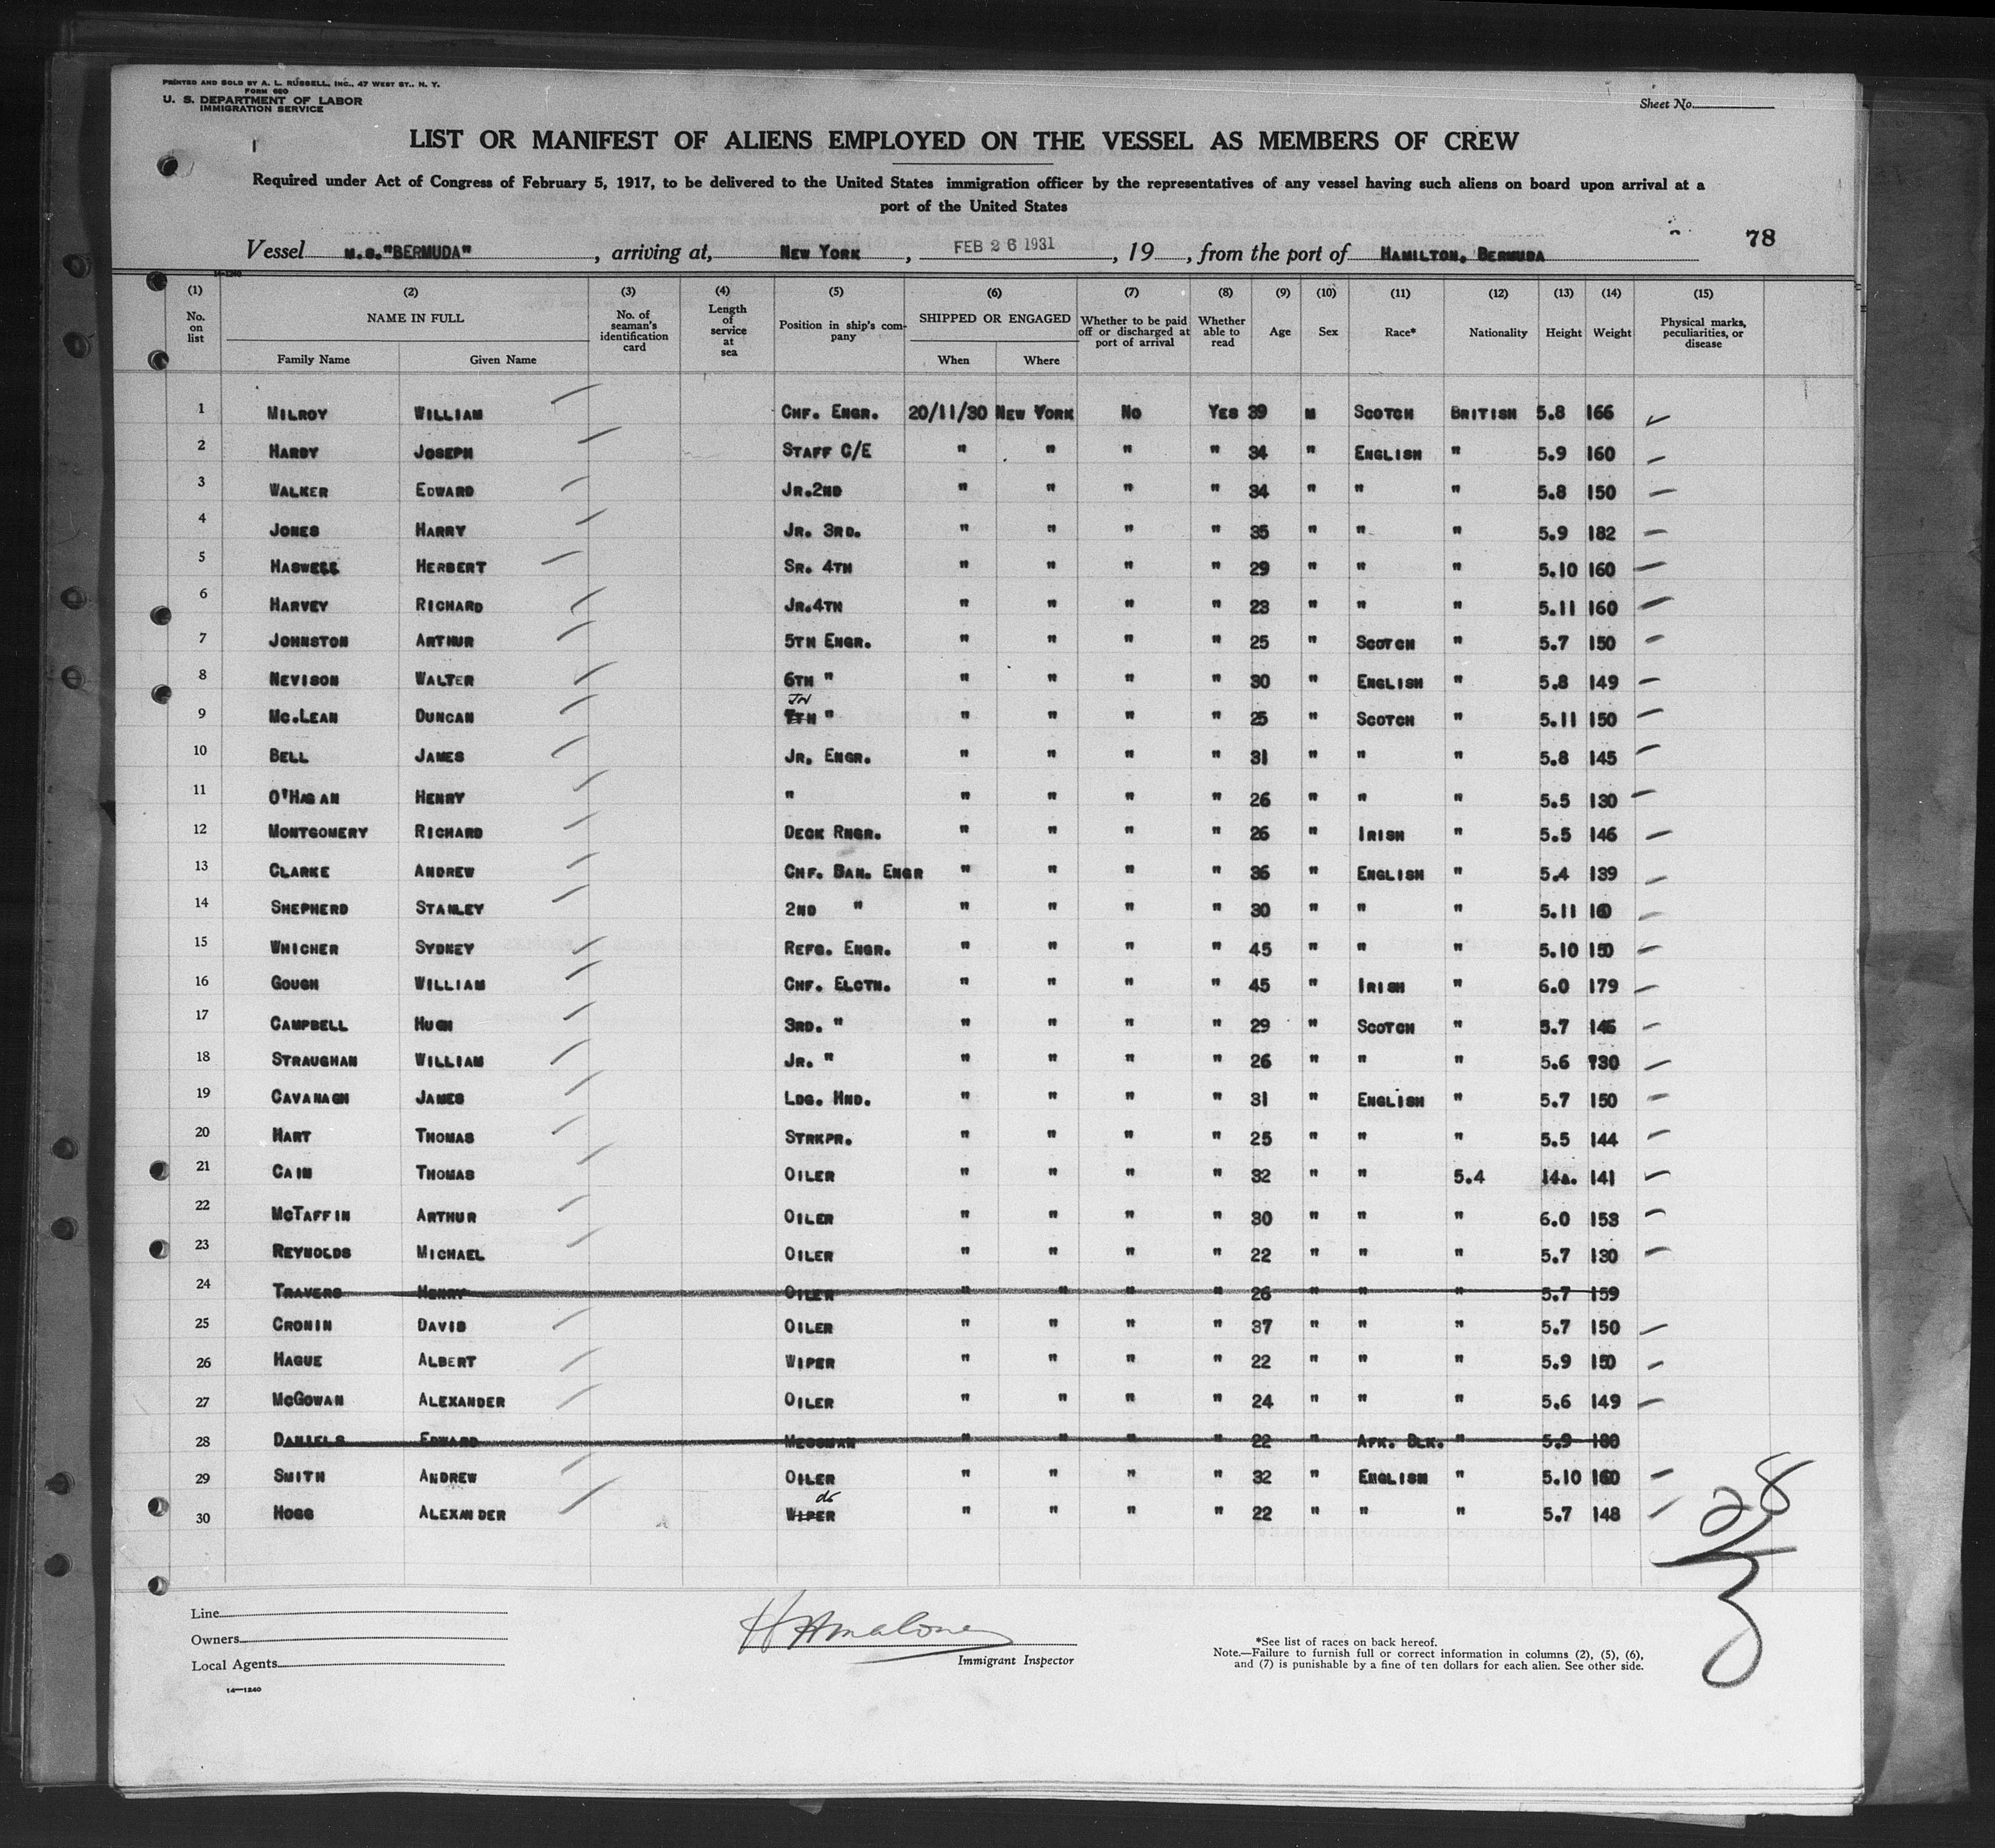 PRINTED AND SOLD BY A. L. RUSSELL, INC., 47 WEST ST., N. Y.
FORM 680
U. S. DEPARTMENT OF LABOR
IMMIGRATION SERVICE
Sheet No.
LIST OR MANIFEST OF ALIENS EMPLOYED ON THE VESSEL AS MEMBERS OF CREW
Required under Act of Congress of February 5, 1917, to be delivered to the United States immigration officer by the representatives of any vessel having such aliens on board upon arrival at a
port of the United States
78
Vessel M.S."BERMUDA", arriving at, NEW YORK, FEB 26 1931, 19 , from the port of HAMILTON, BERMUDA
14-1240
(1) No. on list (2) NAME IN FULL Family Name Given Name (3) No. of seaman's identification card (4) Length of service at sea (5) Position in ship's company (6) SHIPPED OR ENGAGED When Where (7) Whether to be paid off or discharged at port of arrival (8) Whether able to read (9) Age (10) Sex (11) Race* (12) Nationality (13) Height (14) Weight (15) Physical marks, peculiarities, or disease
1 MILROY WILLIAM CHF. ENGR. 20/11/30 NEW YORK NO YES 39 M SCOTCH BRITISH 5.8 166
2 HARDY JOSEPH STAFF C/E " " " " 34 " ENGLISH " 5.9 160
3 WALKER EDWARD JR.2ND " " " " 34 " " " 5.8 150
4 JONES HARRY JR. 3RD. " " " " 35 " " " 5.9 182
5 HASWELL HERBERT SR. 4TH " " " " 29 " " " 5.10 160
6 HARVEY RICHARD JR.4TH " " " " 23 " " " 5.11 160
7 JOHNSTON ARTHUR 5TH ENGR. " " " " 25 " SCOTCH " 5.7 150
8 NEVISON WALTER 6TH " " " " " 30 " ENGLISH " 5.8 149
9 MC.LEAN DUNCAN 7TH " " " " " 25 " SCOTCH " 5.11 150
10 BELL JAMES JR. ENGR. " " " " 31 " " " 5.8 145
11 O'HAGAN HENRY " " " " " 26 " " " 5.5 130
12 MONTGOMERY RICHARD DECK RNGR. " " " " 26 " IRISH " 5.5 146
13 CLARKE ANDREW CHF. SAN. ENGR " " " " 36 " ENGLISH " 5.4 139
14 SHEPHERD STANLEY 2ND " " " " " 30 " " " 5.11 160
15 WHICHER SYDNEY REFG. ENGR. " " " " 45 " " " 5.10 150
16 GOUGH WILLIAM CHF. ELCTN. " " " " 45 " IRISH " 6.0 179
17 CAMPBELL HUGH 3RD. " " " " " 29 " SCOTCH " 5.7 145
18 STRAUGHAN WILLIAM JR. " " " " " 26 " " " 5.6 130
19 CAVANAGH JAMES LDG. HND. " " " " 31 " ENGLISH " 5.7 150
20 HART THOMAS STRKPR. " " " " 25 " " " 5.5 144
21 CAIN THOMAS OILER " " " " 32 " " 5.4 141
22 MCTAFFIN ARTHUR OILER " " " " 30 " " " 6.0 153
23 REYNOLDS MICHAEL OILER " " " " 22 " " " 5.7 130
24 TRAVERS HENRY OILER " " " " 26 " " " 5.7 159
25 CRONIN DAVID OILER " " " " 37 " " " 5.7 150
26 HAGUE ALBERT WIPER " " " " 22 " " " 5.9 150
27 MCGOWAN ALEXANDER OILER " " " " 24 " " " 5.6 149
28 DANIELS EDWARD MESSMAN " " " " 22 " AFK. BLK. " 5.9 180
29 SMITH ANDREW OILER " " " " 32 " ENGLISH " 5.10 160
do
30 HOGG ALEXANDER WIPER " " " " 22 " " " 5.7 148
28
Line
Owners
Local Agents
14—1240
H H Malone
Immigrant Inspector
*See list of races on back hereof.
Note.—Failure to furnish full or correct information in columns (2), (5), (6),
and (7) is punishable by a fine of ten dollars for each alien. See other side.